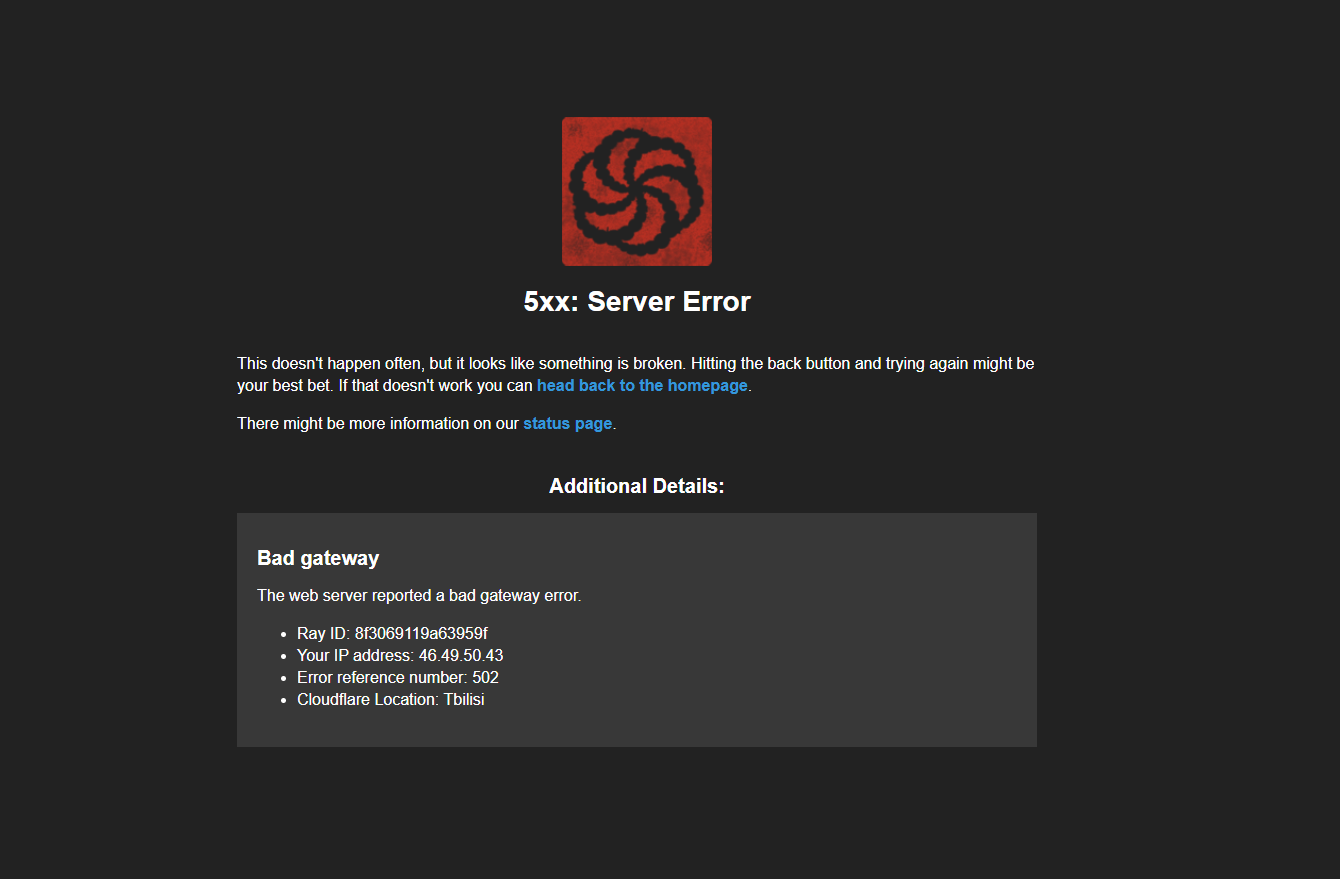 5xx: Server Error
This doesn't happen often, but it looks like something is broken. Hitting the back button and trying again might be
your best bet. If that doesn't work you can head back to the homepage.
There might be more information on our status page.
Additional Details:
Bad gateway
The web server reported a bad gateway error.
• Ray ID: 8f3069119a63959f
• Your IP address: 46.49.50.43
• Error reference number: 502
• Cloudflare Location: Tbilisi